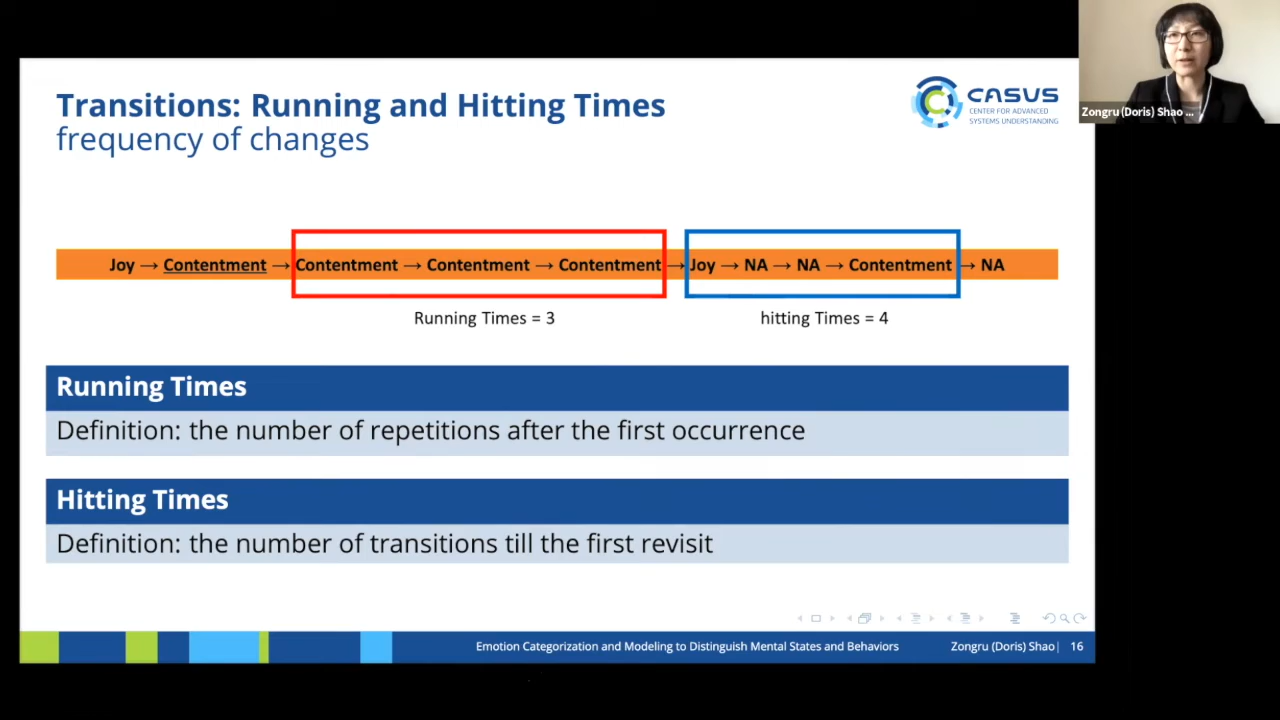 Transitions: Running and Hitting Times
frequency of changes
CASUS
CENTER FOR ADVANCED
SYSTEMS UNDERSTANDING
Zongru (Doris) Shao ...
Joy → Contentment → Contentment → Contentment → Contentment → Joy → NA → NA → Contentment → NA
Running Times = 3
hitting Times = 4
Running Times
Definition: the number of repetitions after the first occurrence
Hitting Times
Definition: the number of transitions till the first revisit
Emotion Categorization and Modeling to Distinguish Mental States and Behaviors
Zongru (Doris) Shao | 16